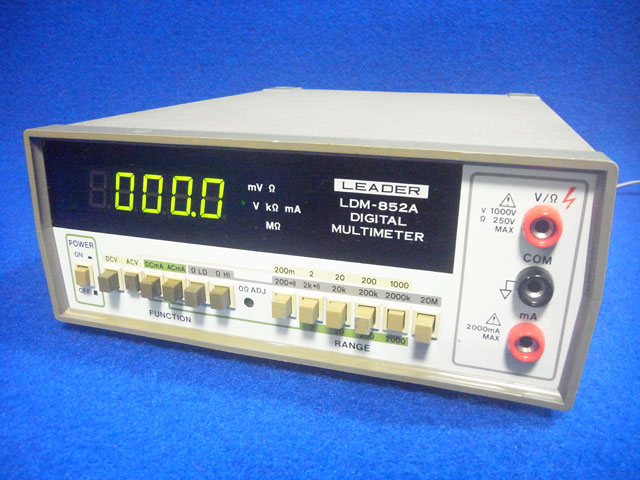 000.0
mV Ω
V kΩ mA
MΩ
LEADER
LDM-852A
DIGITAL
MULTIMETER
POWER
ON
OFF
DCV ACV DCmA ACmA Ω LO Ω HI
FUNCTION
0Ω ADJ
200m 2 20 200 1000
200 2k 20k 200k 2000k 20M
2000
RANGE
V/Ω
V 1000V
Ω 250V
MAX
COM
mA
2000mA
MAX